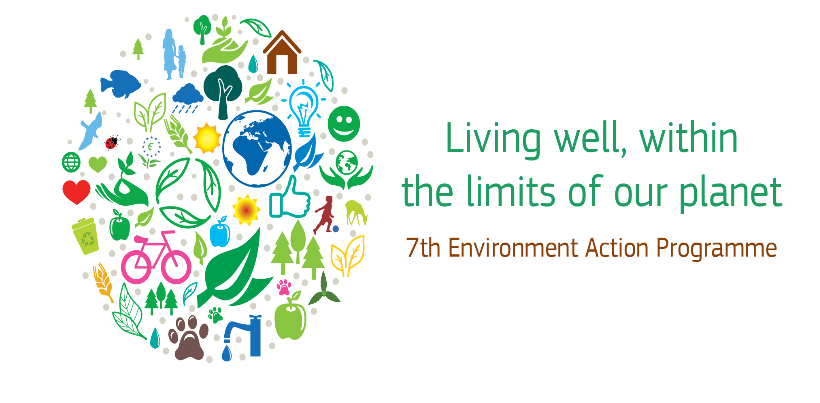 Living well, within
the limits of our planet
7th Environment Action Programme